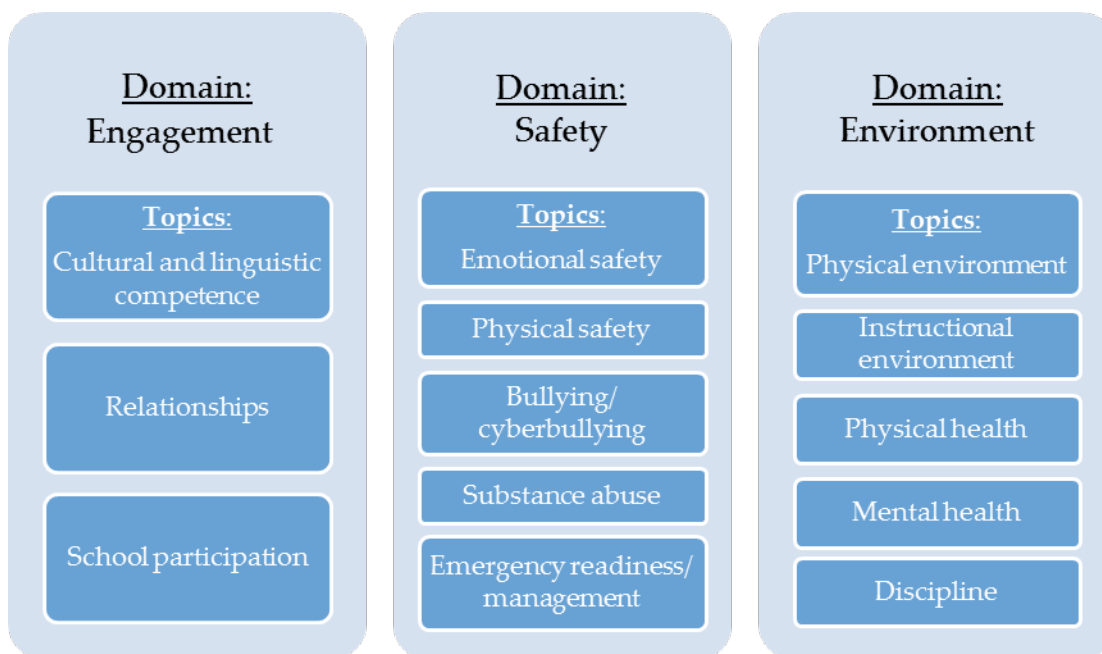 Domain:
Engagement
Topics:
Cultural and linguistic
competence
Relationships
School participation
Domain:
Safety
Topics:
Emotional safety
Physical safety
Bullying/
cyberbullying
Substance abuse
Emergency readiness/
management
Domain:
Environment
Topics:
Physical environment
Instructional
environment
Physical health
Mental health
Discipline